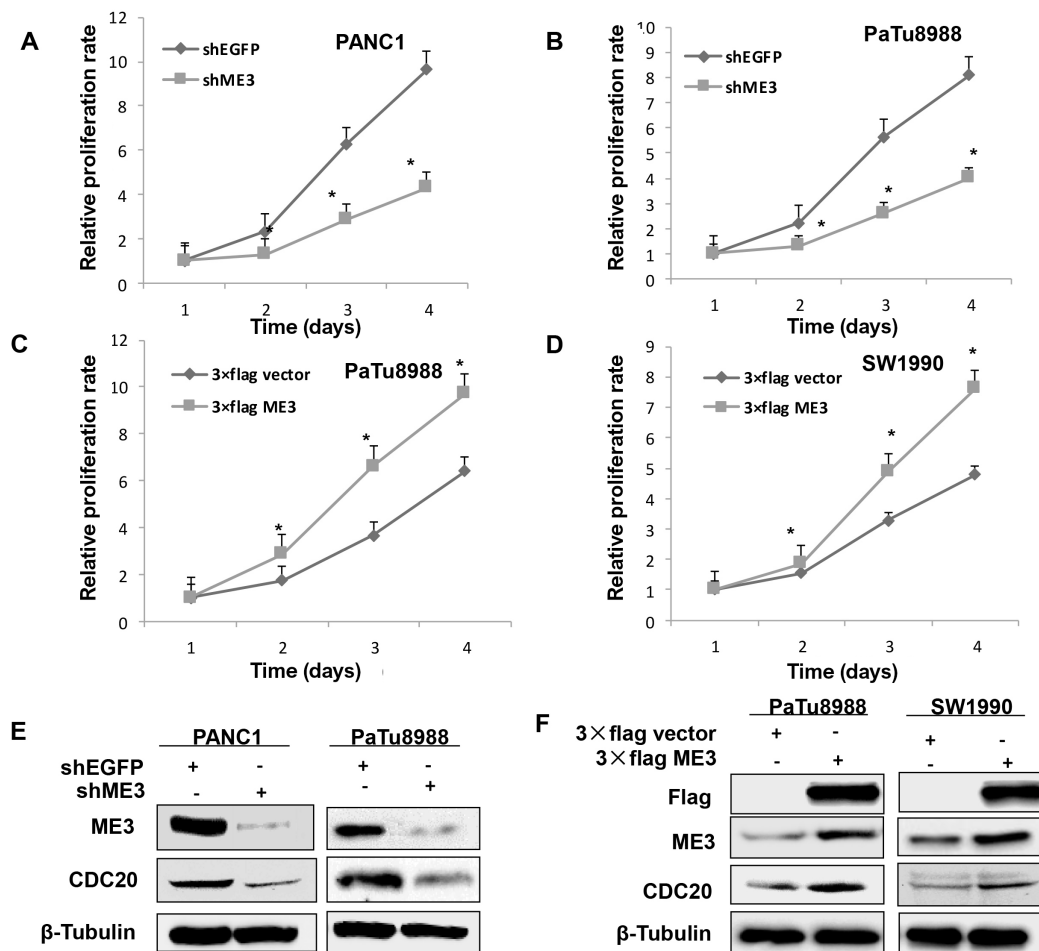 A
PANC1
shEGFP
shME3
Relative proliferation rate
12
10
8
6
4
2
0
*
*
*
1 2 3 4
Time (days)
B
PaTu8988
shEGFP
shME3
Relative proliferation rate
10
9
8
7
6
5
4
3
2
1
0
*
*
*
1 2 3 4
Time (days)
C
PaTu8988
3×flag vector
3×flag ME3
Relative proliferation rate
12
10
8
6
4
2
0
*
*
*
1 2 3 4
Time (days)
D
SW1990
3×flag vector
3×flag ME3
Relative proliferation rate
9
8
7
6
5
4
3
2
1
0
*
*
*
1 2 3 4
Time (days)
E
PANC1 PaTu8988
shEGFP + - + -
shME3 - + - +
ME3
CDC20
β-Tubulin
F
PaTu8988 SW1990
3×flag vector + - + -
3×flag ME3 - + - +
Flag
ME3
CDC20
β-Tubulin